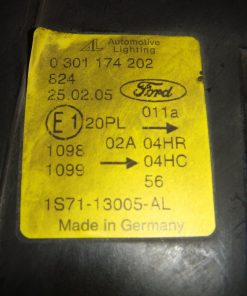 AL Automotive Lighting
0 301 174 202
824
25.02.05 Ford
E1 20PL 011a
1098 02A 04HR
1099 04HC
56
1S71-13005-AL
Made in Germany